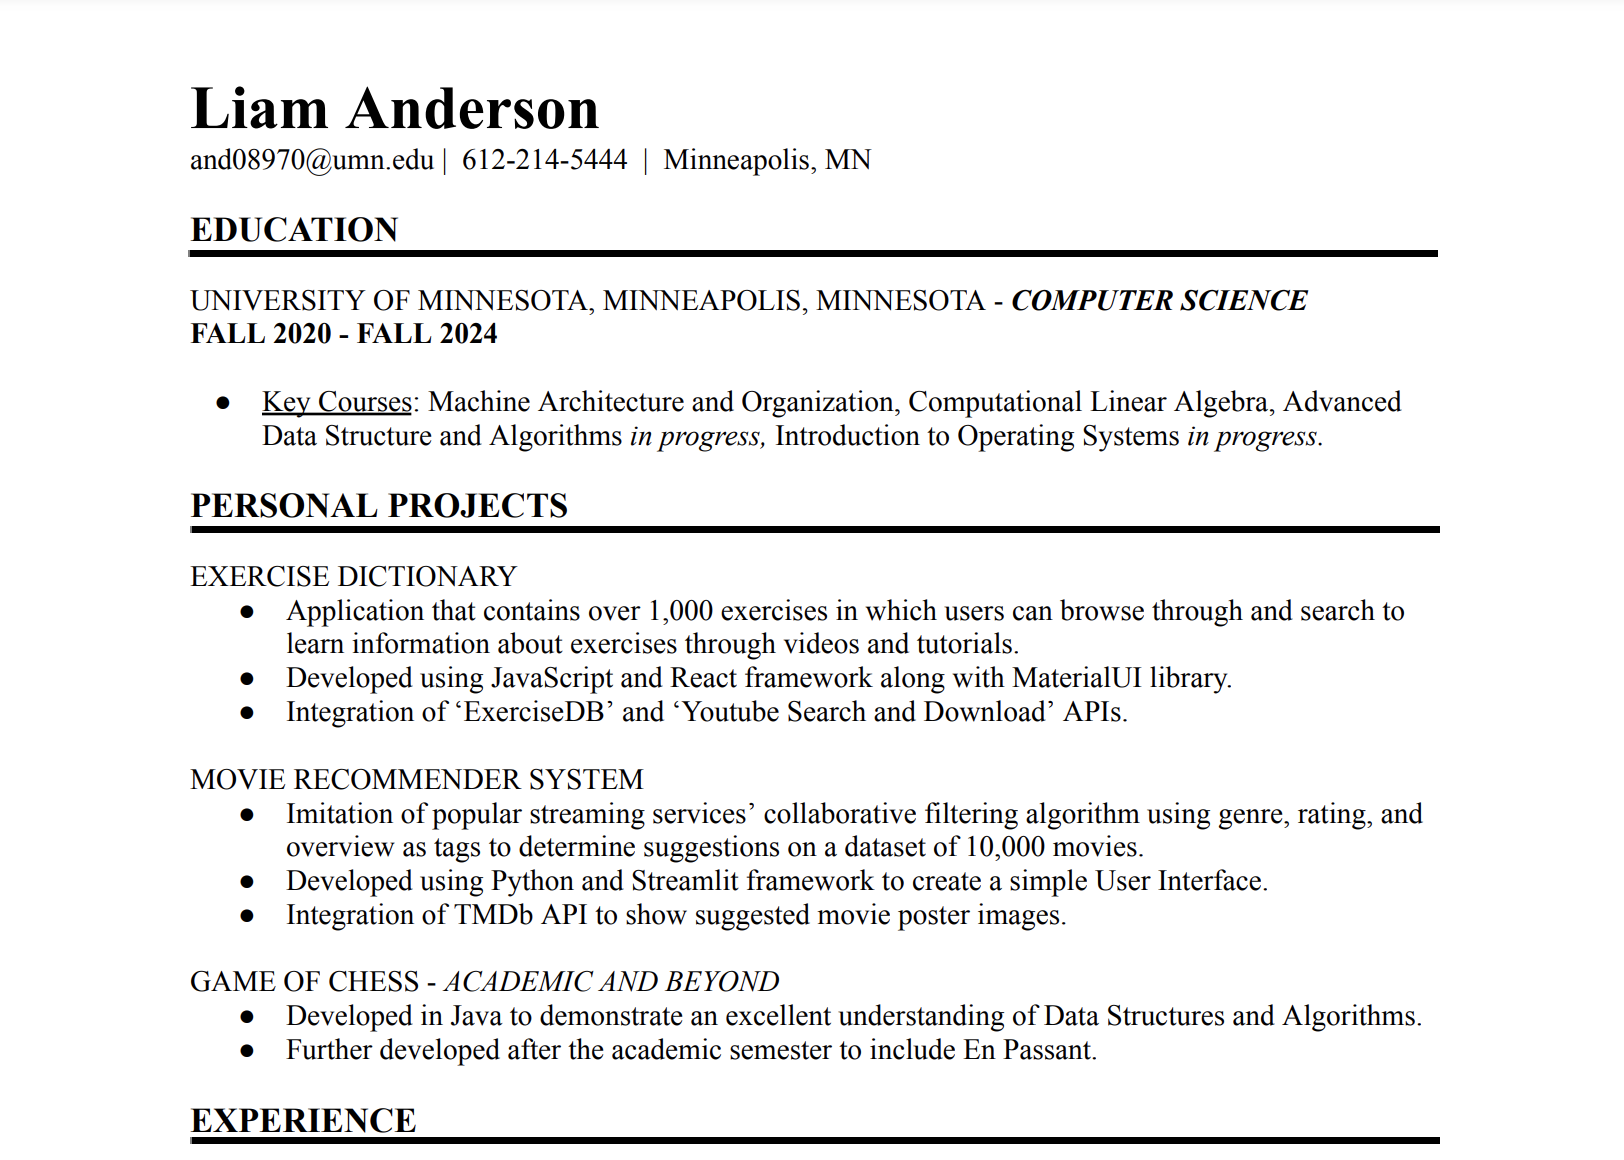 Liam Anderson
and08970@umn.edu | 612-214-5444 | Minneapolis, MN
EDUCATION
UNIVERSITY OF MINNESOTA, MINNEAPOLIS, MINNESOTA - COMPUTER SCIENCE
FALL 2020 - FALL 2024
● Key Courses: Machine Architecture and Organization, Computational Linear Algebra, Advanced
Data Structure and Algorithms in progress, Introduction to Operating Systems in progress.
PERSONAL PROJECTS
EXERCISE DICTIONARY
● Application that contains over 1,000 exercises in which users can browse through and search to
learn information about exercises through videos and tutorials.
● Developed using JavaScript and React framework along with MaterialUI library.
● Integration of ‘ExerciseDB’ and ‘Youtube Search and Download’ APIs.
MOVIE RECOMMENDER SYSTEM
● Imitation of popular streaming services’ collaborative filtering algorithm using genre, rating, and
overview as tags to determine suggestions on a dataset of 10,000 movies.
● Developed using Python and Streamlit framework to create a simple User Interface.
● Integration of TMDb API to show suggested movie poster images.
GAME OF CHESS - ACADEMIC AND BEYOND
● Developed in Java to demonstrate an excellent understanding of Data Structures and Algorithms.
● Further developed after the academic semester to include En Passant.
EXPERIENCE